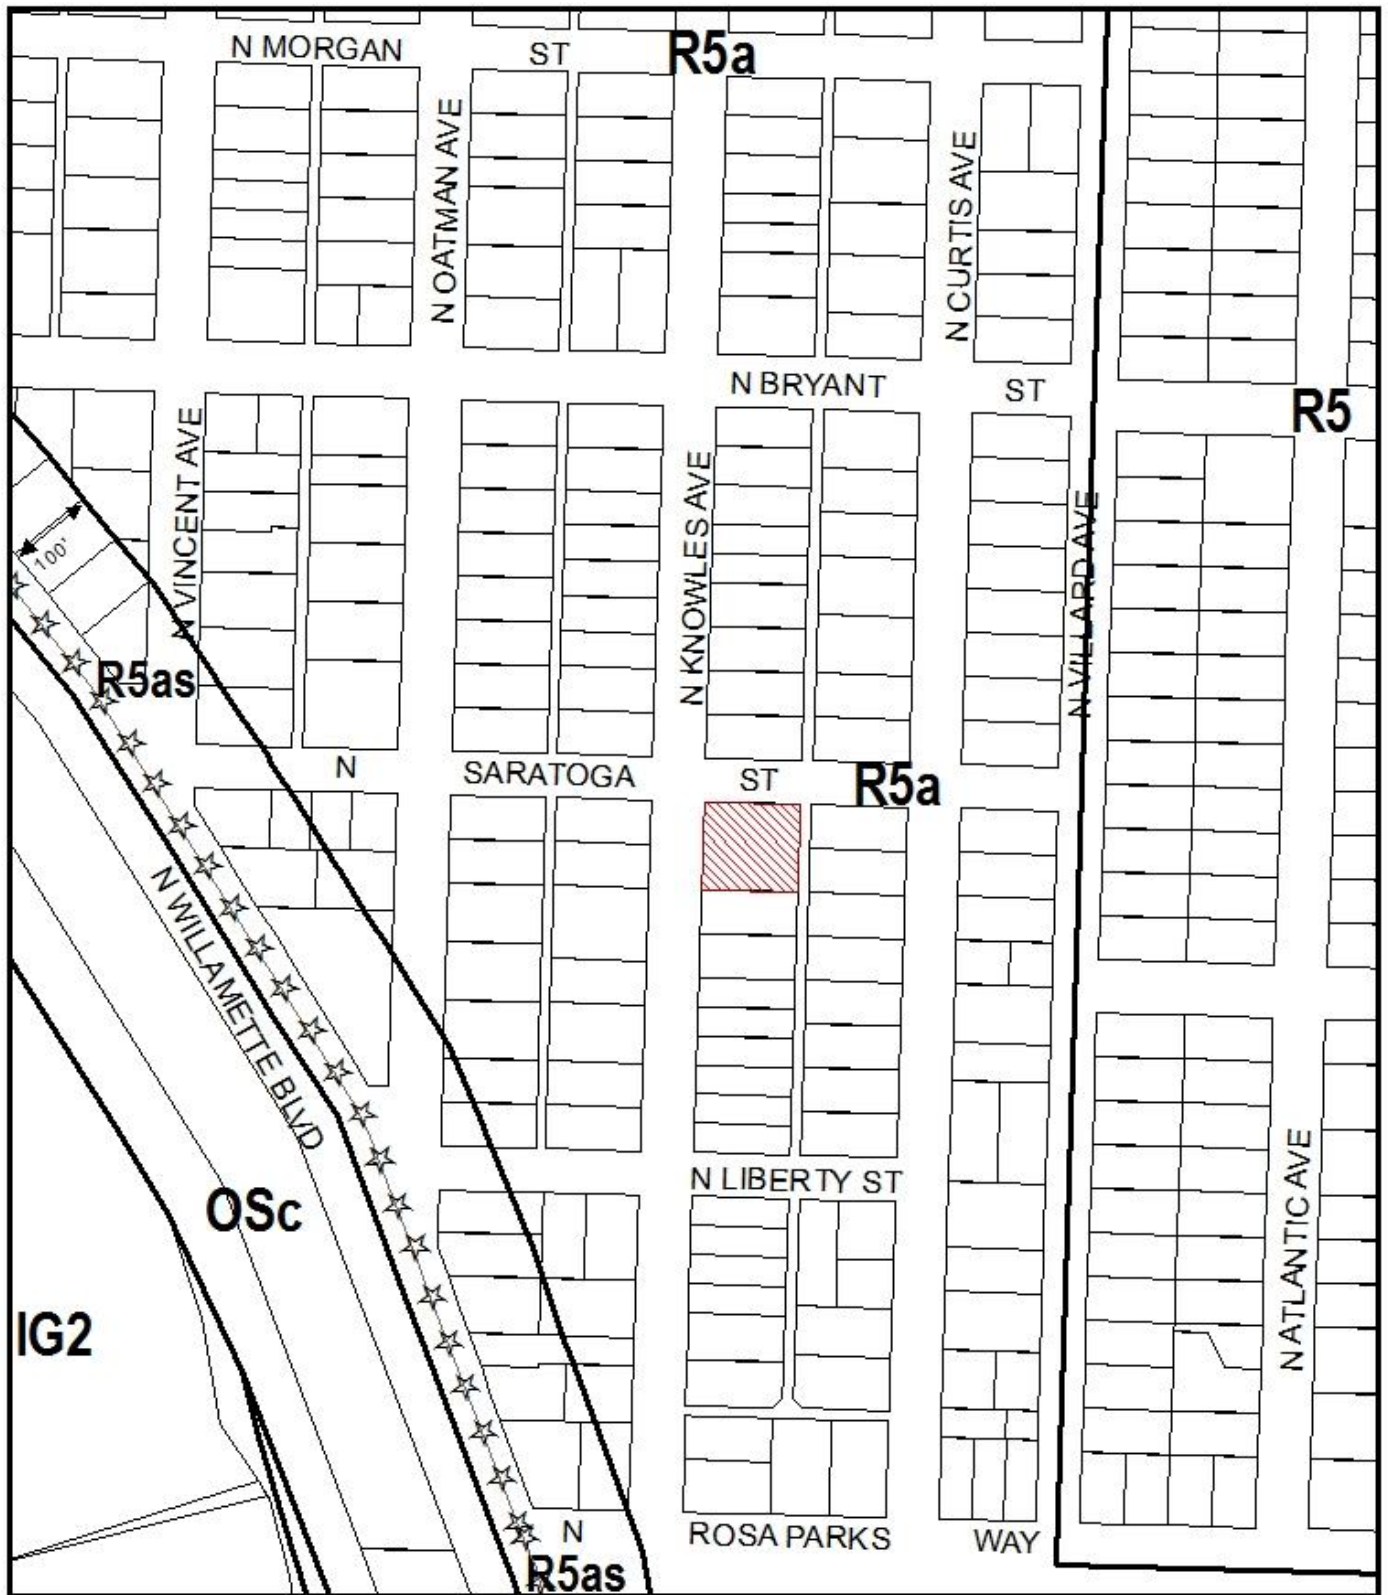 N MORGAN ST
R5a
N OATMAN AVE
N CURTIS AVE
N BRYANT ST
R5
N VINCENT AVE
N KNOWLES AVE
N VILLARD AVE
100'
R5as
N SARATOGA ST
R5a
N WILLAMETTE BLVD
N LIBERTY ST
OSc
N ATLANTIC AVE
IG2
N ROSA PARKS WAY
R5as